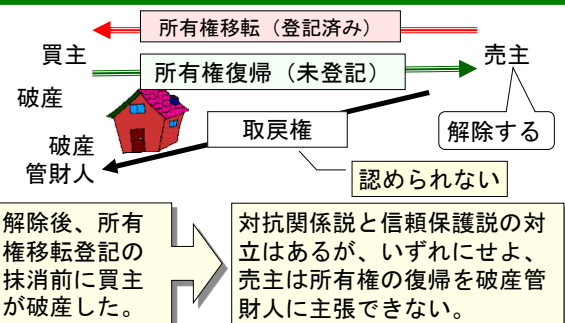 所有権移転（登記済み）
買主
売主
所有権復帰（未登記）
破産
取戻権
解除する
破産
管財人
認められない
解除後、所有
権移転登記の
抹消前に買主
が破産した。
対抗関係説と信頼保護説の対
立はあるが、いずれにせよ、
売主は所有権の復帰を破産管
財人に主張できない。